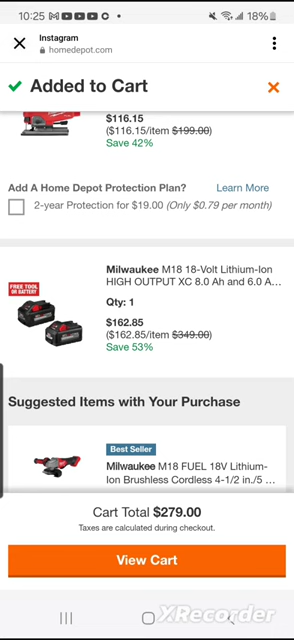 10:25
18%
Instagram
homedepot.com
Added to Cart
$116.15
($116.15/item $199.00)
Save 42%
Add A Home Depot Protection Plan?
Learn More
2-year Protection for $19.00 (Only $0.79 per month)
FREE TOOL
OR BATTERY
Milwaukee M18 18-Volt Lithium-Ion
HIGH OUTPUT XC 8.0 Ah and 6.0 A…
Qty: 1
$162.85
($162.85/item $349.00)
Save 53%
Suggested Items with Your Purchase
Best Seller
Milwaukee M18 FUEL 18V Lithium-
Ion Brushless Cordless 4-1/2 in./5 …
Cart Total $279.00
Taxes are calculated during checkout.
View Cart
XRecorder